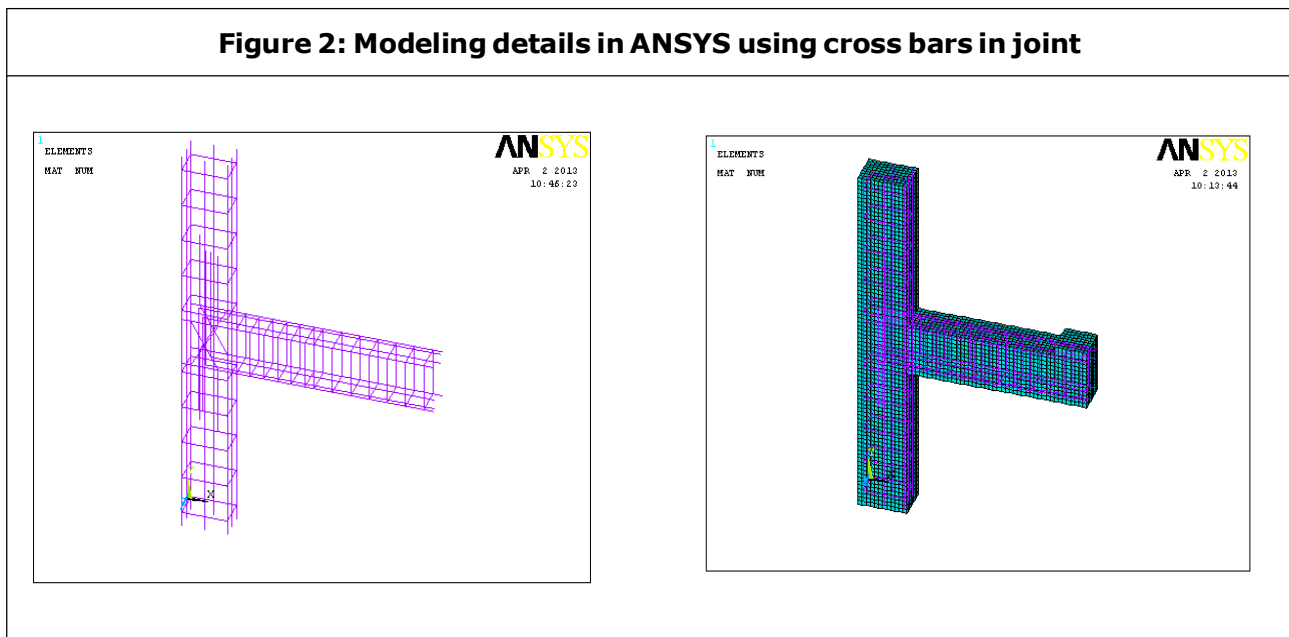 Figure 2: Modeling details in ANSYS using cross bars in joint
1
ELEMENTS
MAT NUM
ANSYS
APR 2 2013
10:46:23
X
1
ELEMENTS
MAT NUM
ANSYS
APR 2 2013
10:13:44